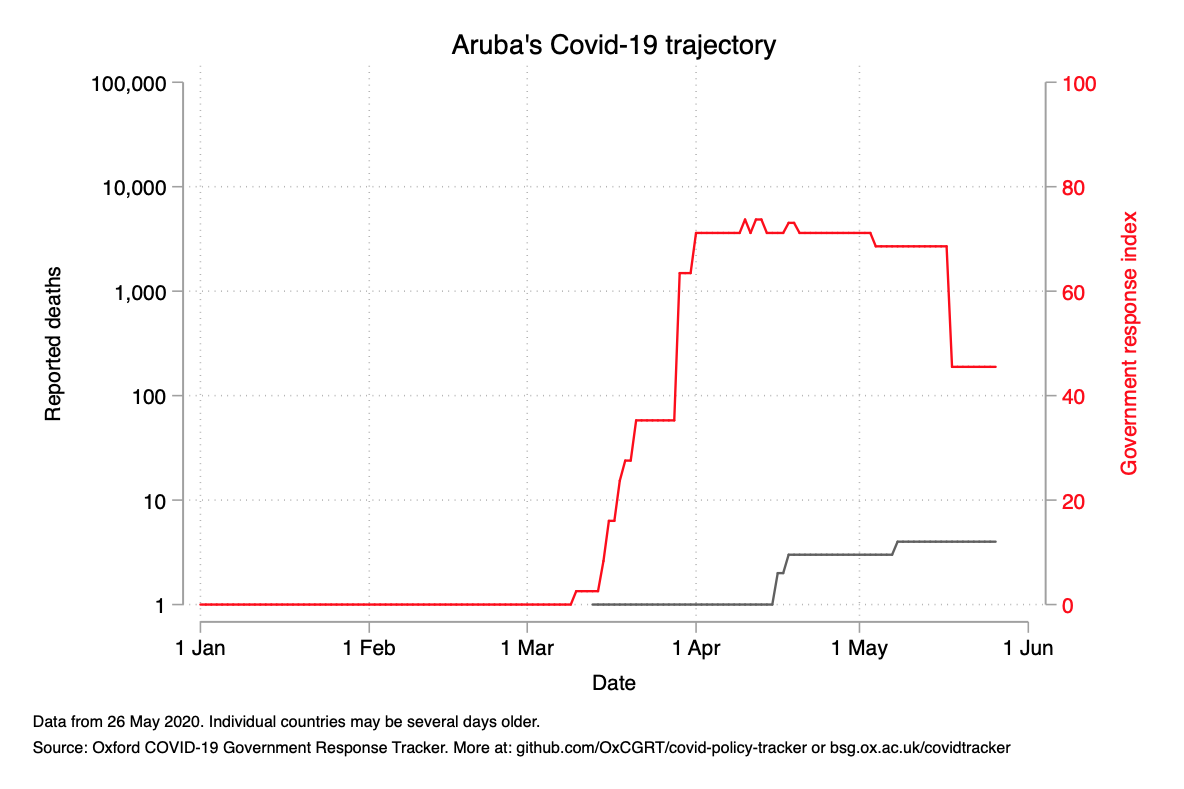 Aruba's Covid-19 trajectory
100,000
10,000
1,000
100
10
1
Reported deaths
100
80
60
40
20
0
Government response index
1 Jan
1 Feb
1 Mar
1 Apr
1 May
1 Jun
Date
Data from 26 May 2020. Individual countries may be several days older.
Source: Oxford COVID-19 Government Response Tracker. More at: github.com/OxCGRT/covid-policy-tracker or bsg.ox.ac.uk/covidtracker